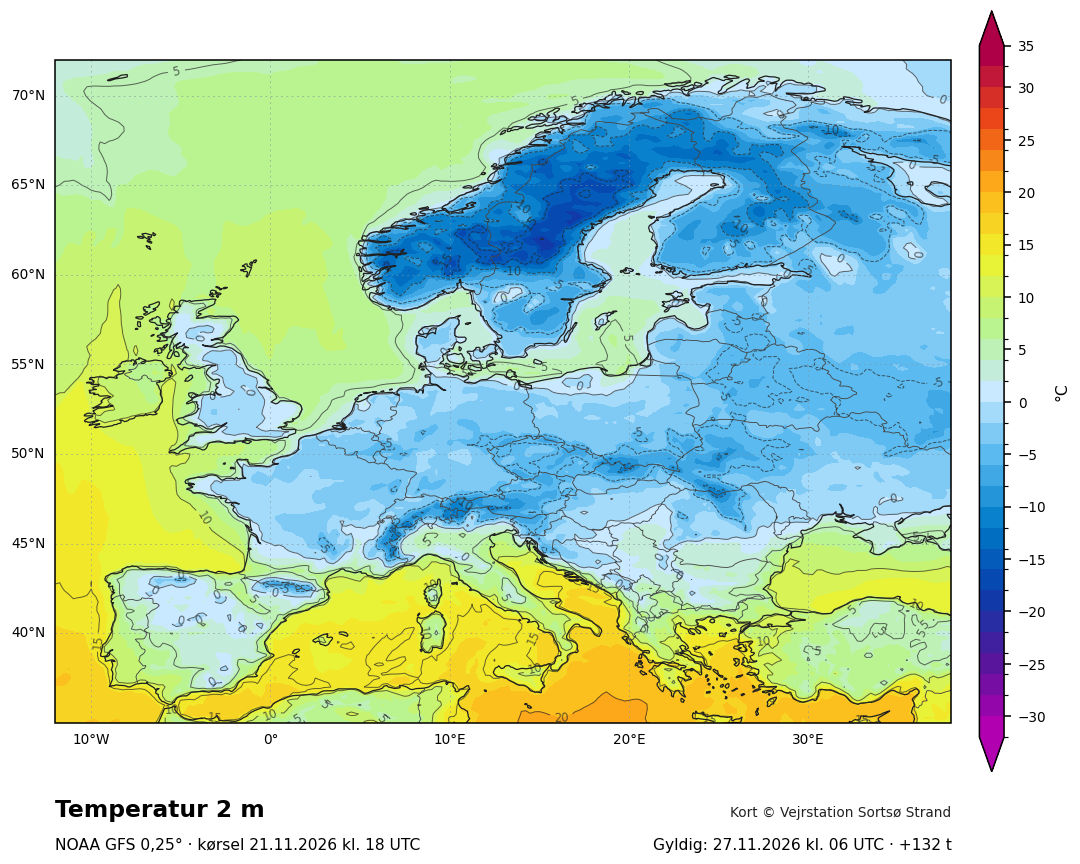 35
30
25
20
15
10
5
0
−5
−10
−15
−20
−25
−30
°C
70°N
65°N
60°N
55°N
50°N
45°N
40°N
10°W
0°
10°E
20°E
30°E
Temperatur 2 m
Kort © Vejrstation Sortsø Strand
NOAA GFS 0,25° · kørsel 21.11.2026 kl. 18 UTC
Gyldig: 27.11.2026 kl. 06 UTC · +132 t